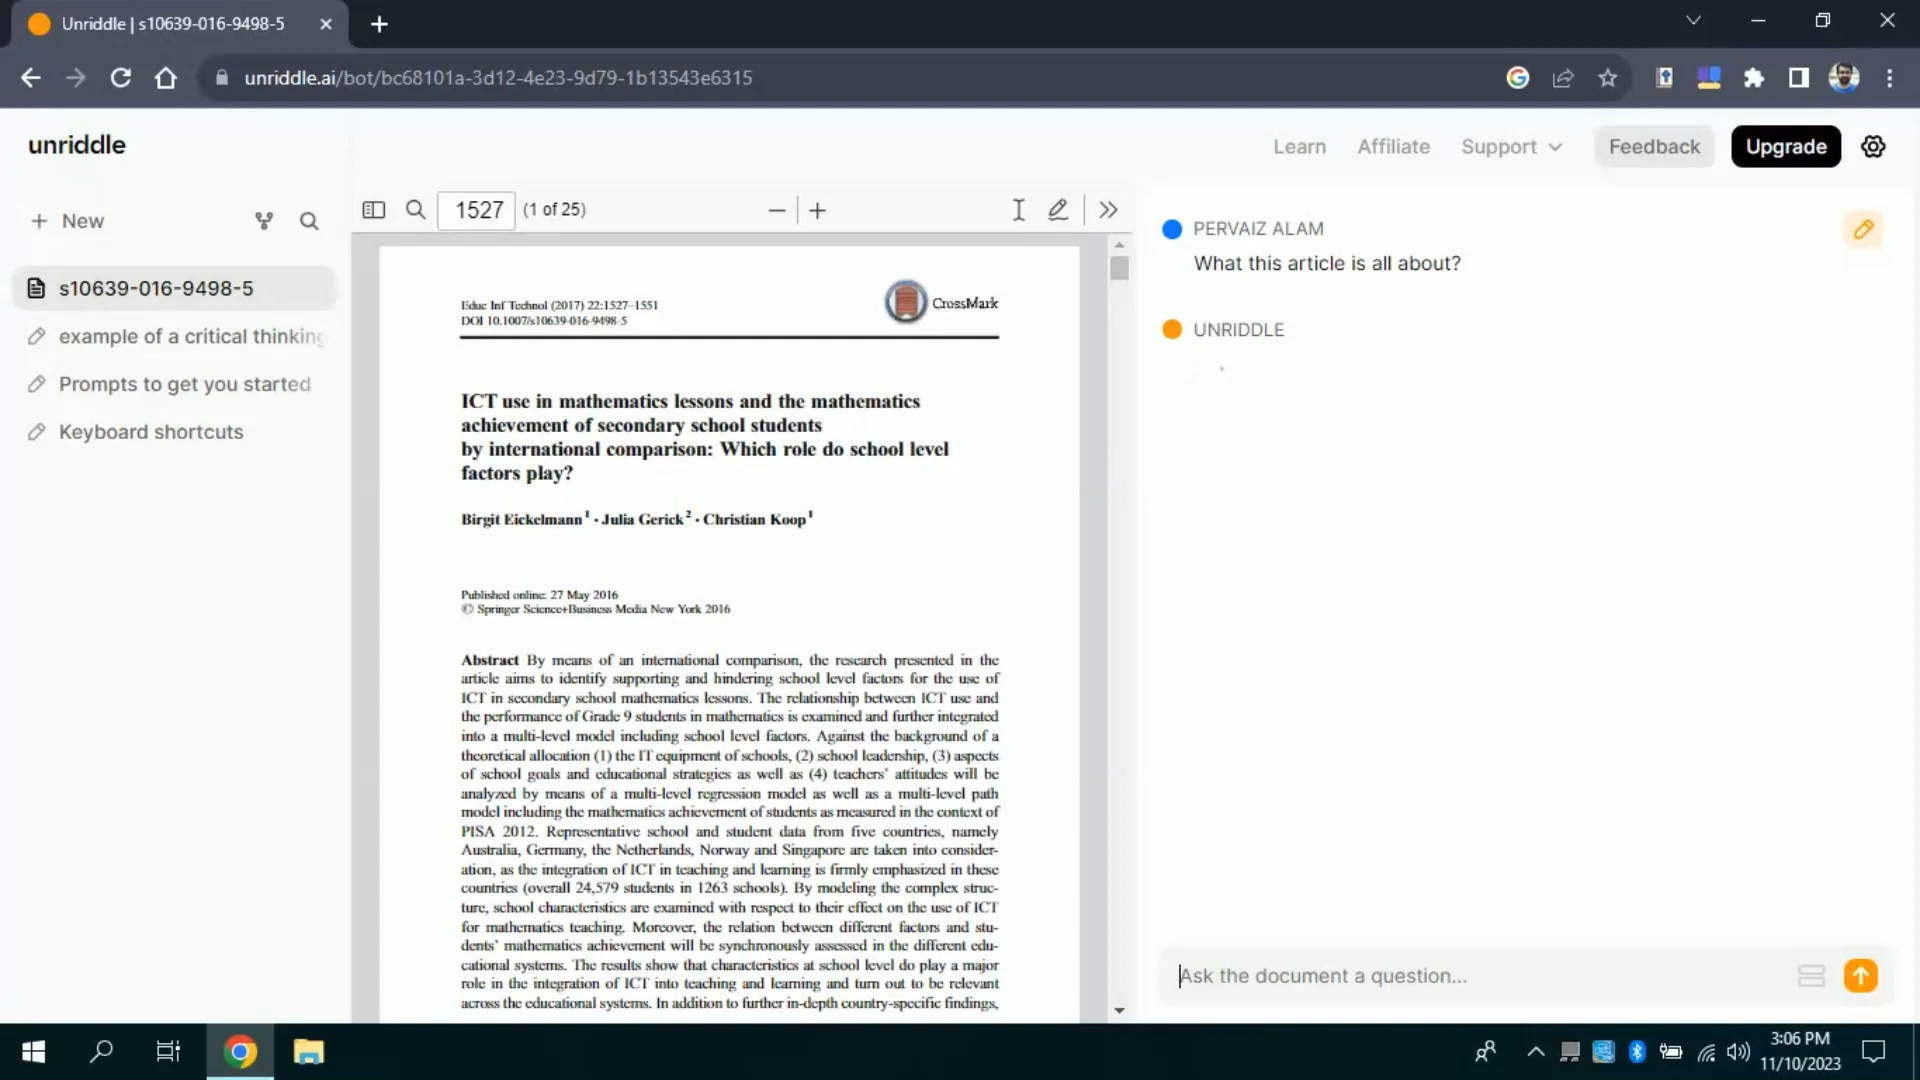 Unriddle | s10639-016-9498-5
unriddle.ai/bot/bc68101a-3d12-4e23-9d79-1b13543e6315
unriddle
Learn
Affiliate
Support
Feedback
Upgrade
New
s10639-016-9498-5
example of a critical thinking
Prompts to get you started
Keyboard shortcuts
1527 (1 of 25)
Educ Inf Technol (2017) 22:1527–1551
DOI 10.1007/s10639-016-9498-5
CrossMark
ICT use in mathematics lessons and the mathematics
achievement of secondary school students
by international comparison: Which role do school level
factors play?
Birgit Eickelmann1 · Julia Gerick2 · Christian Koop1
Published online: 27 May 2016
© Springer Science+Business Media New York 2016
Abstract By means of an international comparison, the research presented in the
article aims to identify supporting and hindering school level factors for the use of
ICT in secondary school mathematics lessons. The relationship between ICT use and
the performance of Grade 9 students in mathematics is examined and further integrated
into a multi-level model including school level factors. Against the background of a
theoretical allocation (1) the IT equipment of schools, (2) school leadership, (3) aspects
of school goals and educational strategies as well as (4) teachers' attitudes will be
analyzed by means of a multi-level regression model as well as a multi-level path
model including the mathematics achievement of students as measured in the context of
PISA 2012. Representative school and student data from five countries, namely
Australia, Germany, the Netherlands, Norway and Singapore are taken into consider-
ation, as the integration of ICT in teaching and learning is firmly emphasized in these
countries (overall 24,579 students in 1263 schools). By modeling the complex struc-
ture, school characteristics are examined with respect to their effect on the use of ICT
for mathematics teaching. Moreover, the relation between different factors and stu-
dents' mathematics achievement will be synchronously assessed in the different edu-
cational systems. The results show that characteristics at school level do play a major
role in the integration of ICT into teaching and learning and turn out to be relevant
across the educational systems. In addition to further in-depth country-specific findings,
PERVAIZ ALAM
What this article is all about?
UNRIDDLE
Ask the document a question...
3:06 PM
11/10/2023